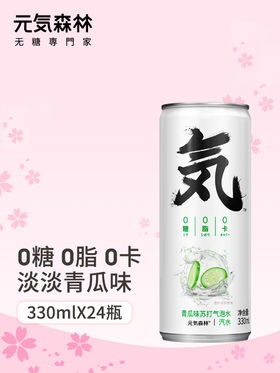 元気森林
无糖専門家
気
0 0 0
糖 脂 卡
青瓜味苏打气泡水
元気森林® 汽水
净含量
330mL
0糖 0脂 0卡
淡淡青瓜味
330mlX24瓶